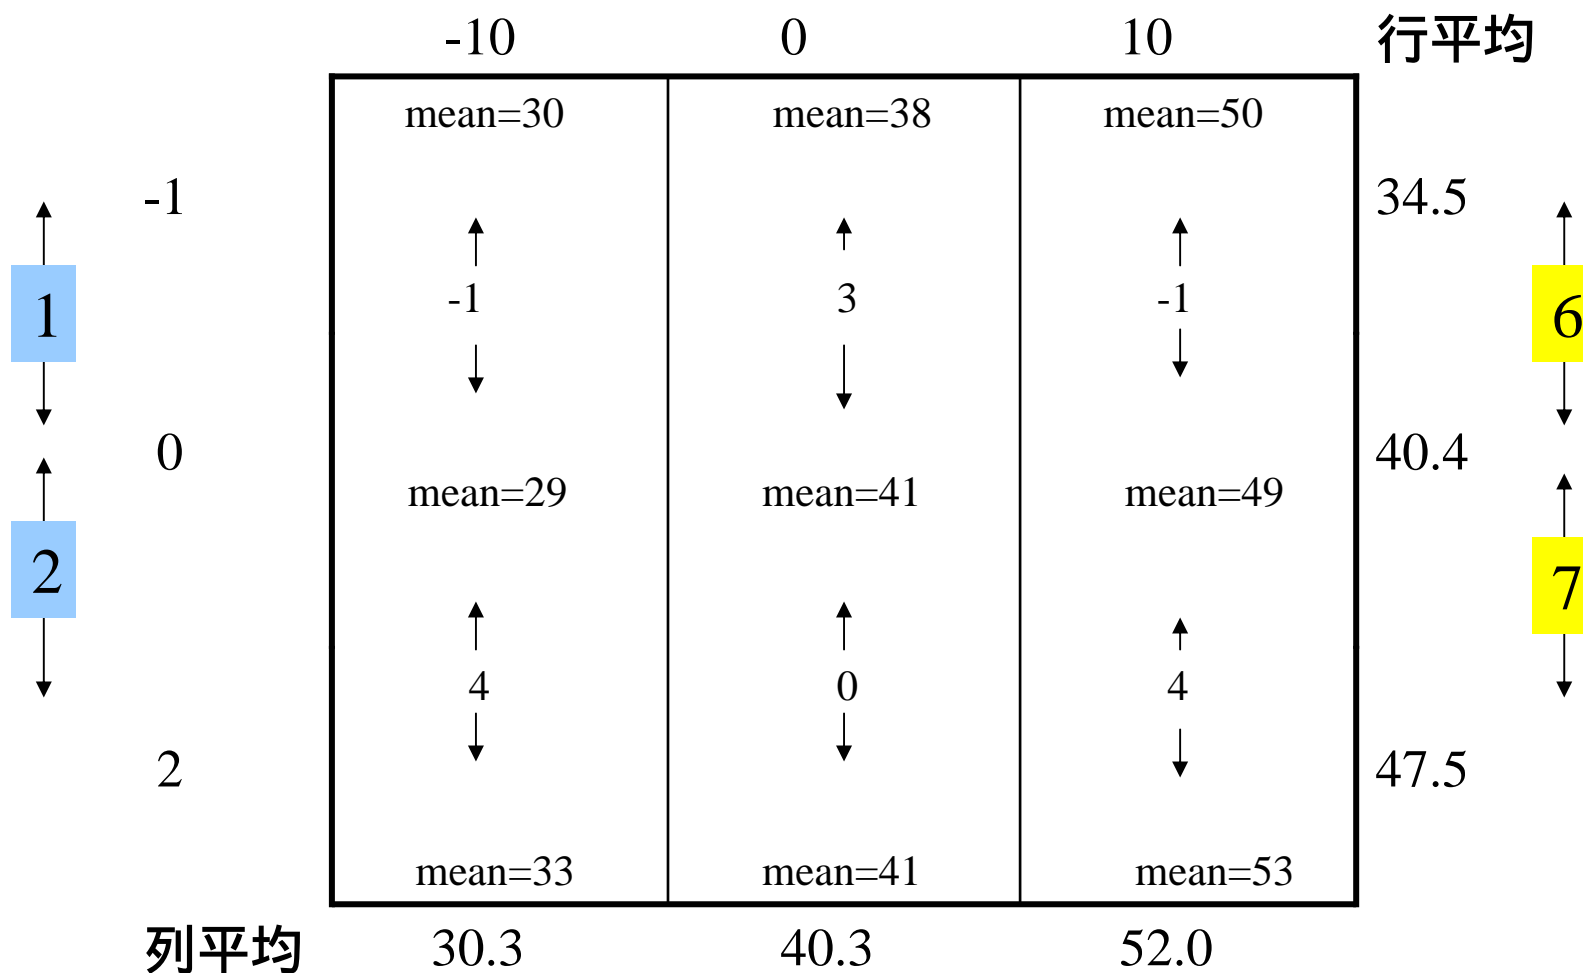 -10 0 10 行平均
mean=30 mean=38 mean=50
-1 34.5
1 -1 3 -1 6
0 40.4
mean=29 mean=41 mean=49
2 7
4 0 4
2 47.5
mean=33 mean=41 mean=53
列平均 30.3 40.3 52.0